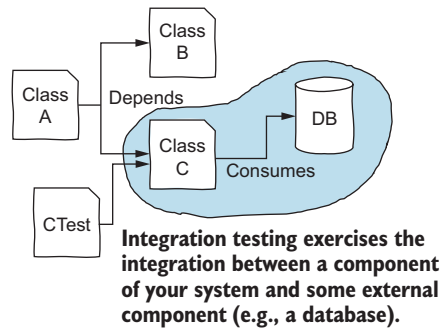 Class
B
Class
A
Depends
DB
Class
C
Consumes
CTest
Integration testing exercises the
integration between a component
of your system and some external
component (e.g., a database).